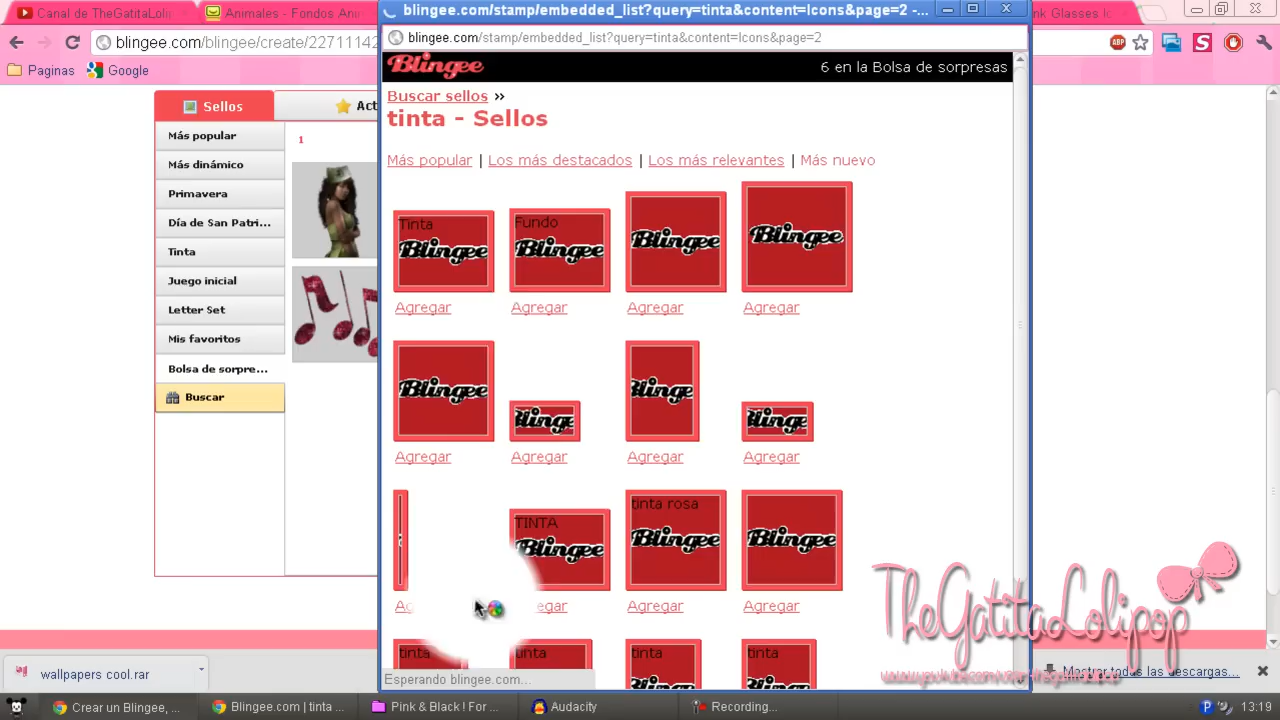 Canal de TheGatitaLolip
Animales - Fondos Ani
blingee.com/stamp/embedded_list?query=tinta&content=Icons&page=2 -...
nk Glasses
blingee.com/create/22711142
blingee.com/stamp/embedded_list?query=tinta&content=Icons&page=2
Paginas
Google
Blingee
6 en la Bolsa de sorpresas
Sellos
Act
Buscar sellos »
tinta - Sellos
Más popular
Más dinámico
Primavera
Día de San Patri...
Tinta
Juego inicial
Letter Set
Mis favoritos
Bolsa de sorpre...
Buscar
1
Más popular | Los más destacados | Los más relevantes | Más nuevo
Tinta
Blingee
Fundo
Blingee
Blingee
Blingee
Agregar
Agregar
Agregar
Agregar
Blingee
Blingee
Blingee
Blingee
Agregar
Agregar
Agregar
Agregar
TINTA
Blingee
tinta rosa
Blingee
Blingee
Agregar
Agregar
tinta
tinta
tinta
tinta
Esperando blingee.com...
TheGatitaLolipop
wallpapers cpnl.rar
Mostrar todas las descargas...
Crear un Blingee,...
Blingee.com | tinta ...
Pink & Black ! For ...
Audacity
Recording...
13:19